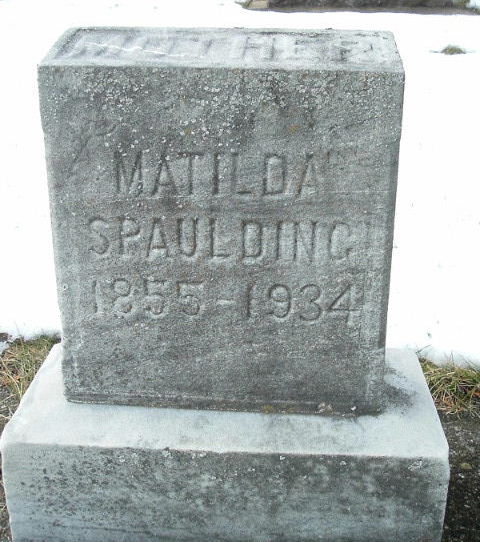 MOTHER
MATILDA
SPAULDING
1855-1934